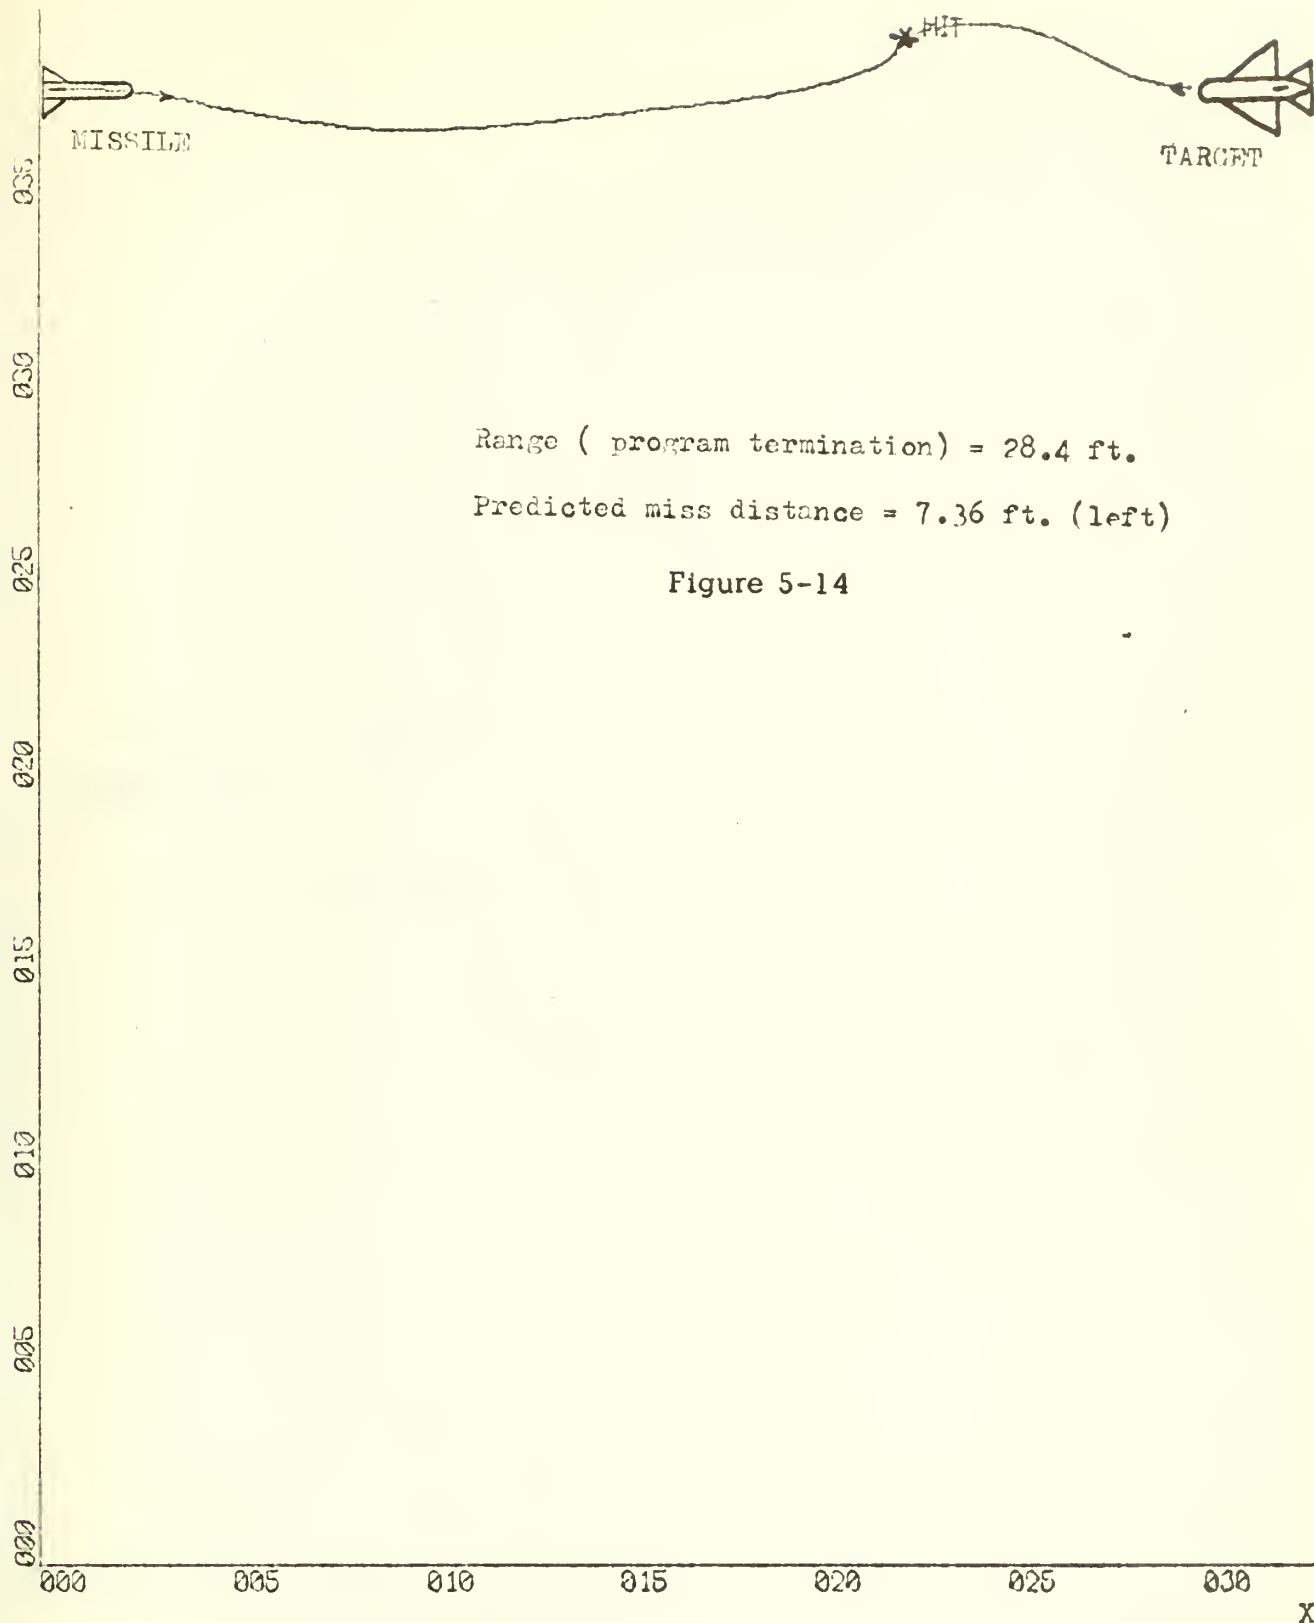 HIT
MISSILE
TARGET
035
030
Range ( program termination) = 28.4 ft.
Predicted miss distance = 7.36 ft. (left)
025
Figure 5-14
020
015
010
005
000
000 005 010 015 020 025 030
X